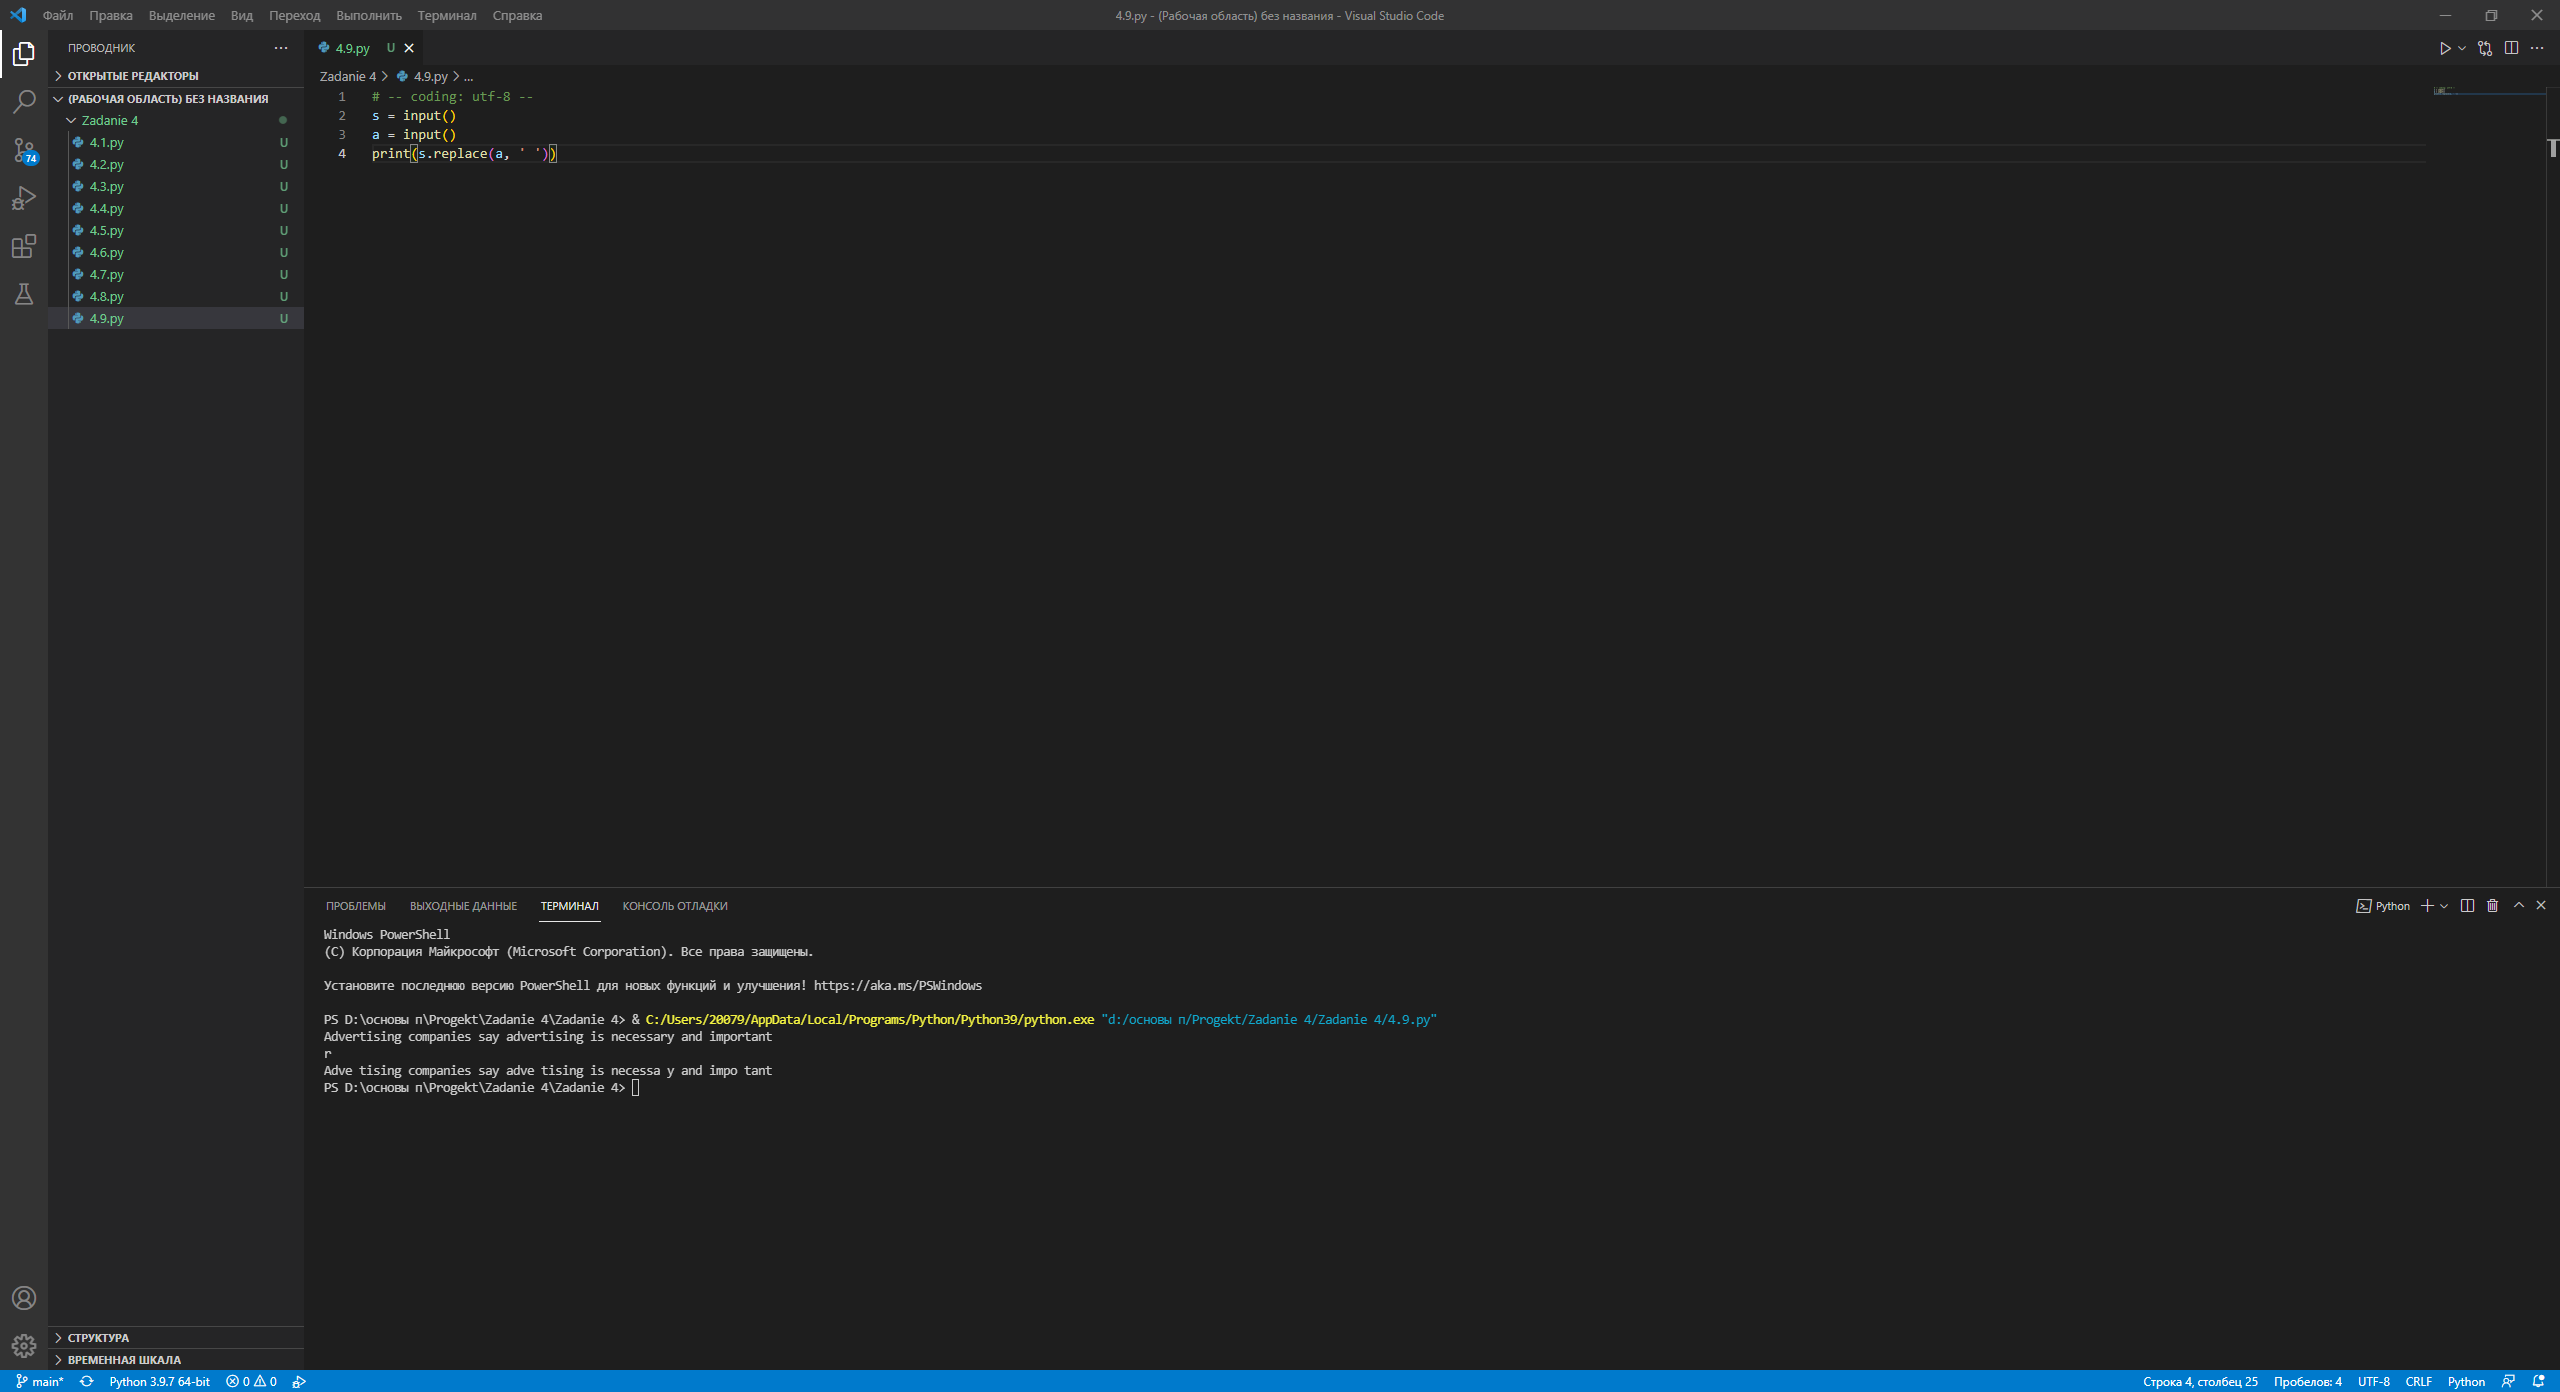 Файл Правка Выделение Вид Переход Выполнить Терминал Справка
4.9.py - (Рабочая область) без названия - Visual Studio Code
ПРОВОДНИК
ОТКРЫТЫЕ РЕДАКТОРЫ
(РАБОЧАЯ ОБЛАСТЬ) БЕЗ НАЗВАНИЯ
Zadanie 4
4.1.py U
4.2.py U
4.3.py U
4.4.py U
4.5.py U
4.6.py U
4.7.py U
4.8.py U
4.9.py U
74
СТРУКТУРА
ВРЕМЕННАЯ ШКАЛА
4.9.py U
Zadanie 4 > 4.9.py > ...
1 # -- coding: utf-8 --
2 s = input()
3 a = input()
4 print(s.replace(a, ' '))
ПРОБЛЕМЫ ВЫХОДНЫЕ ДАННЫЕ ТЕРМИНАЛ КОНСОЛЬ ОТЛАДКИ
Python
Windows PowerShell
(C) Корпорация Майкрософт (Microsoft Corporation). Все права защищены.
Установите последнюю версию PowerShell для новых функций и улучшения! https://aka.ms/PSWindows
PS D:\основы п\Progekt\Zadanie 4\Zadanie 4> & C:/Users/20079/AppData/Local/Programs/Python/Python39/python.exe "d:/основы п/Progekt/Zadanie 4/Zadanie 4/4.9.py"
Advertising companies say advertising is necessary and important
r
Adve tising companies say adve tising is necessa y and impo tant
PS D:\основы п\Progekt\Zadanie 4\Zadanie 4>
main* Python 3.9.7 64-bit 0 0
Строка 4, столбец 25 Пробелов: 4 UTF-8 CRLF Python